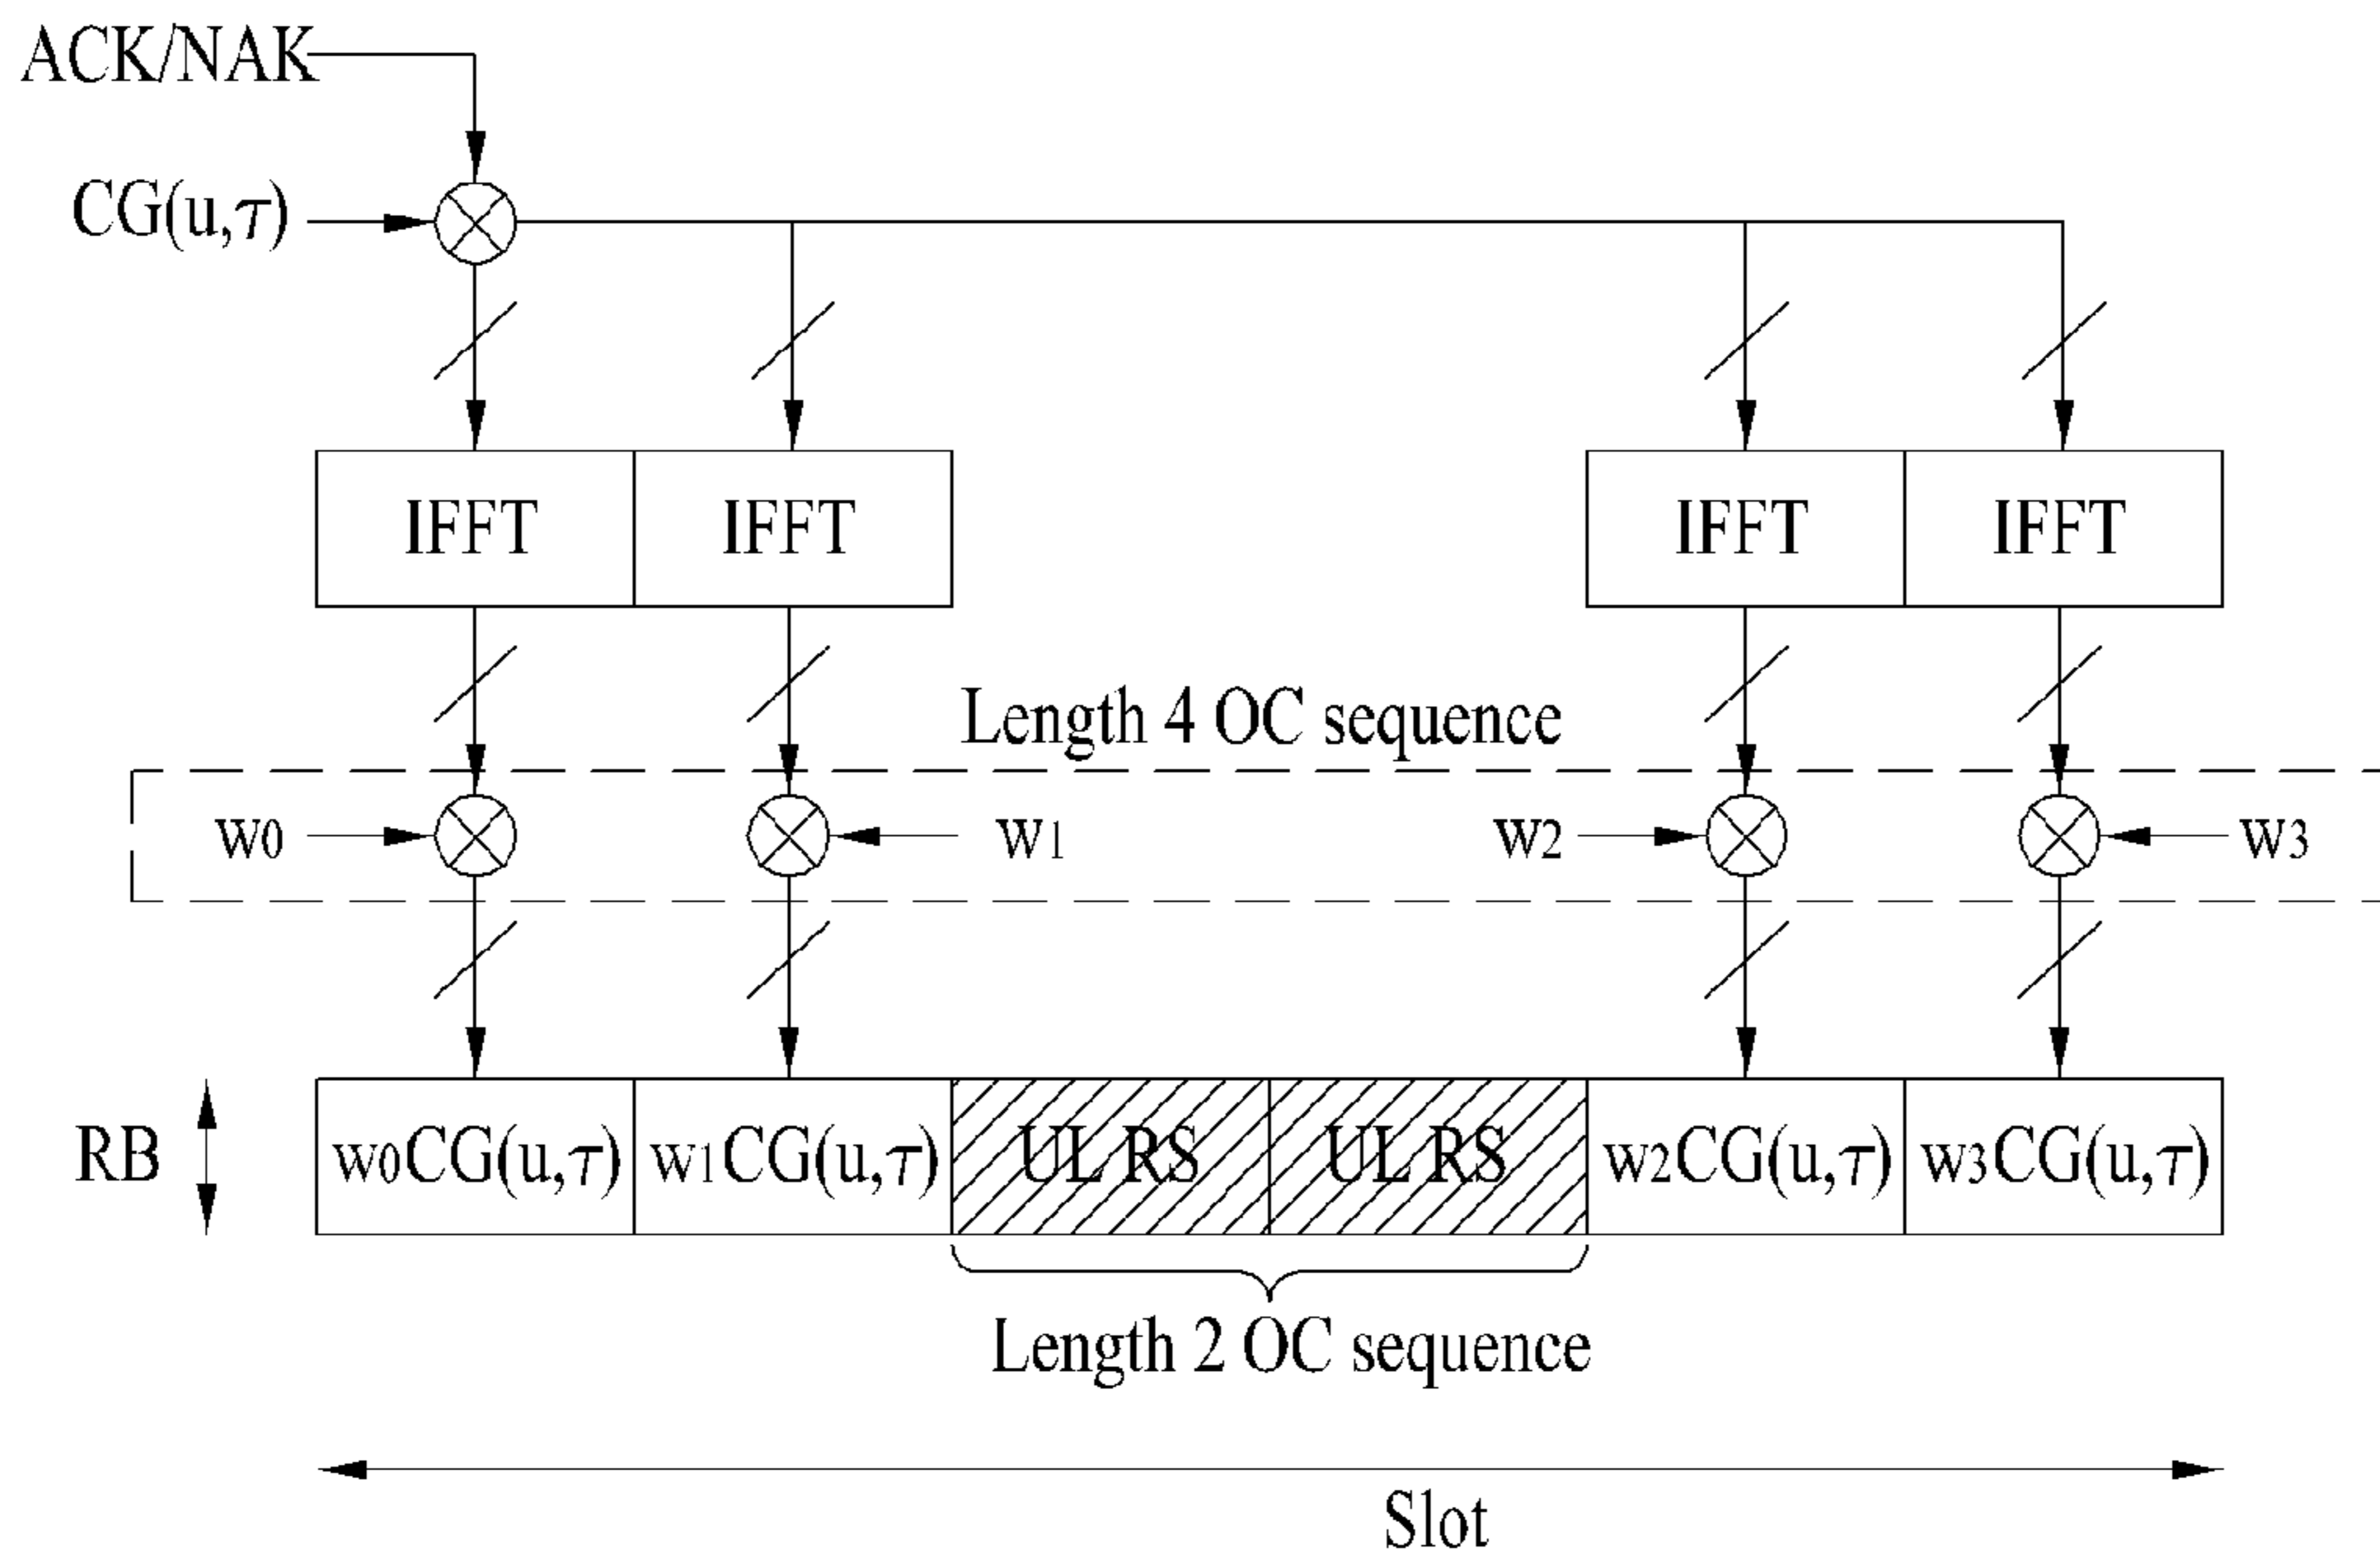 ACK/NAK
CG(u,τ)
IFFT IFFT IFFT IFFT
Length 4 OC sequence
w0 w1 w2 w3
RB w0CG(u,τ) w1CG(u,τ) UL RS UL RS w2CG(u,τ) w3CG(u,τ)
Length 2 OC sequence
Slot